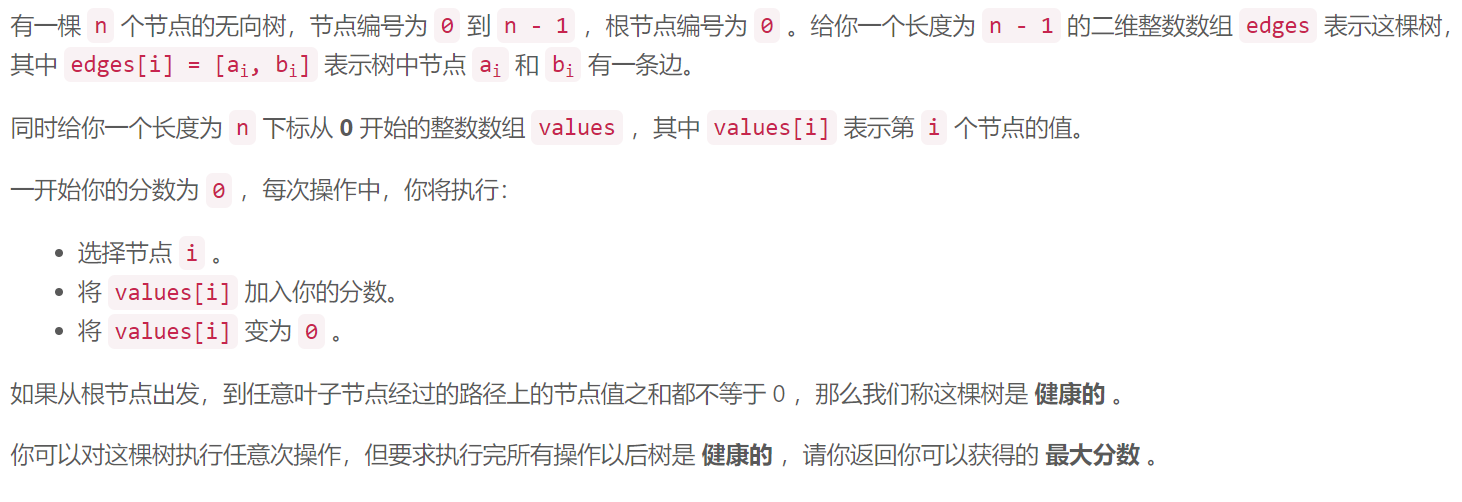 有一棵 n 个节点的无向树，节点编号为 0 到 n - 1 ，根节点编号为 0 。给你一个长度为 n - 1 的二维整数数组 edges 表示这棵树，
其中 edges[i] = [aᵢ, bᵢ] 表示树中节点 aᵢ 和 bᵢ 有一条边。
同时给你一个长度为 n 下标从 0 开始的整数数组 values ，其中 values[i] 表示第 i 个节点的值。
一开始你的分数为 0 ，每次操作中，你将执行：
• 选择节点 i 。
• 将 values[i] 加入你的分数。
• 将 values[i] 变为 0 。
如果从根节点出发，到任意叶子节点经过的路径上的节点值之和都不等于 0 ，那么我们称这棵树是 健康的 。
你可以对这棵树执行任意次操作，但要求执行完所有操作以后树是 健康的 ，请你返回你可以获得的 最大分数 。